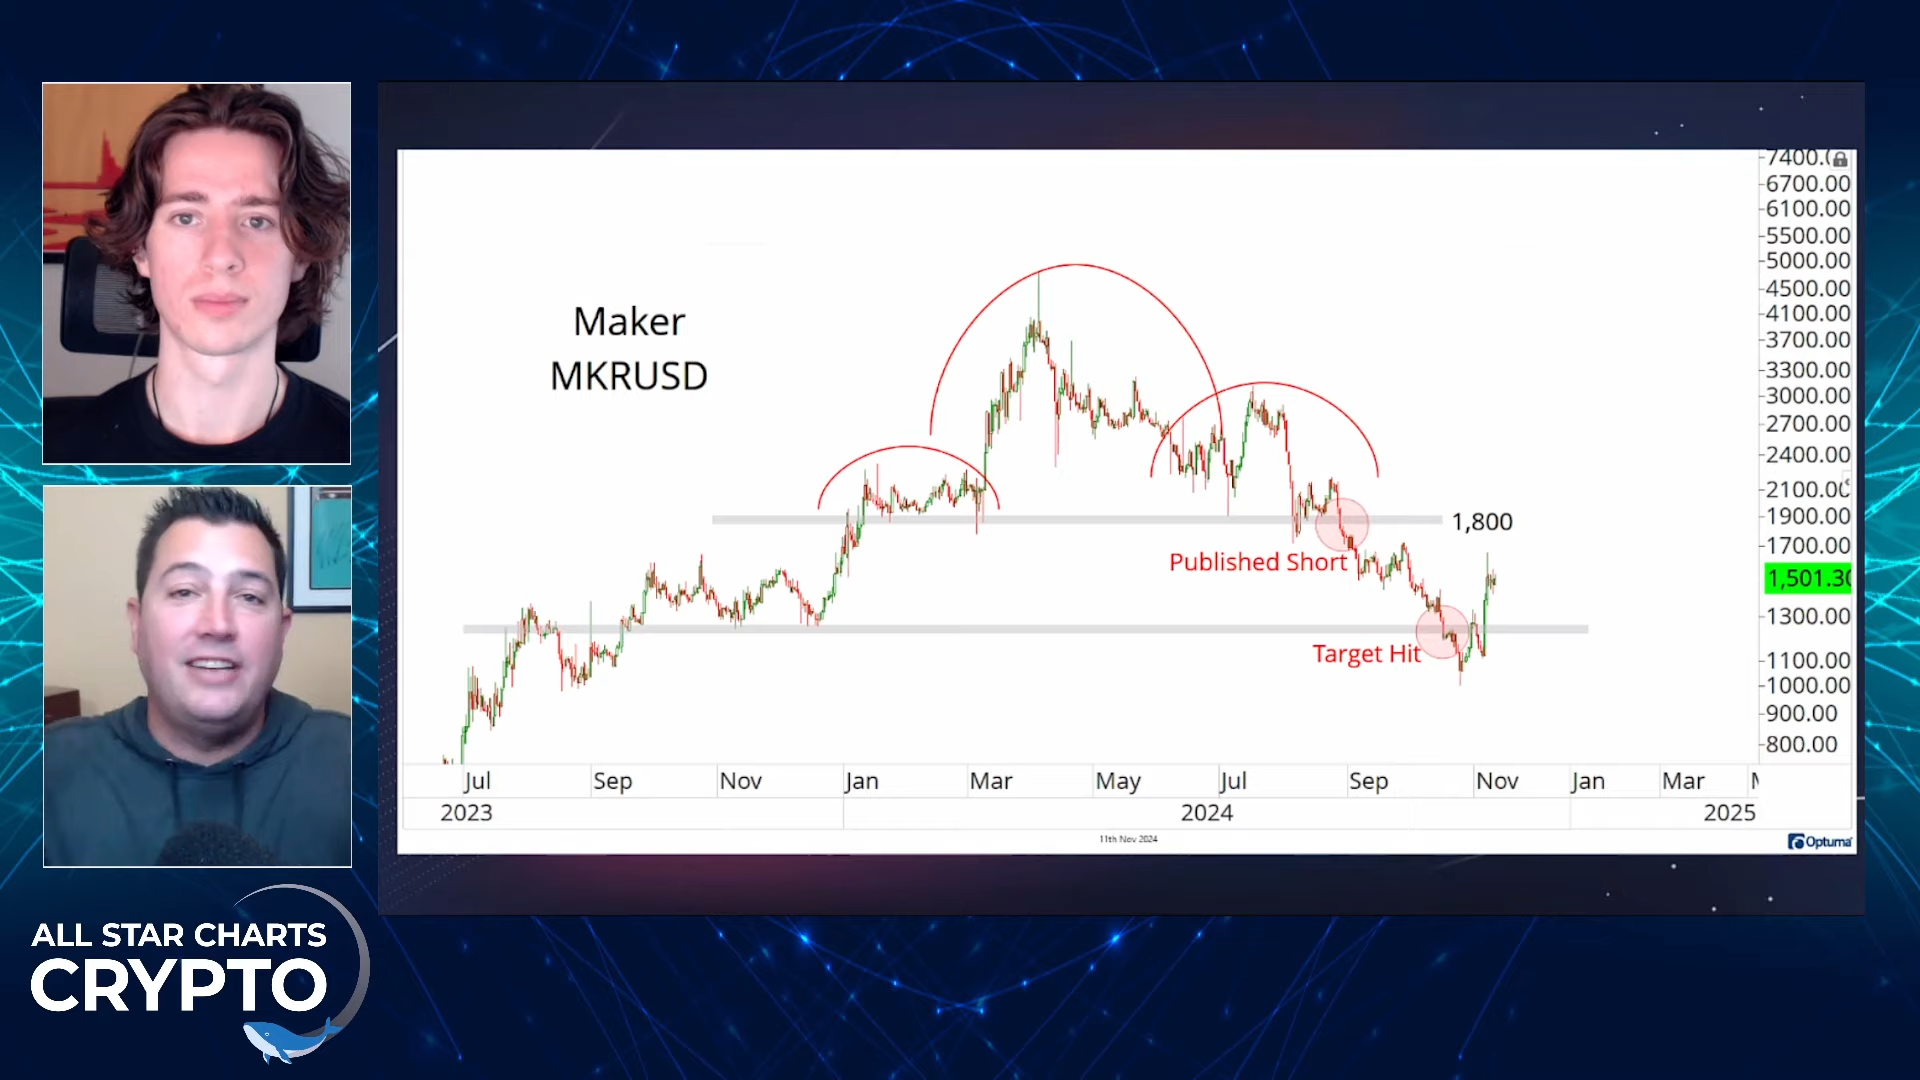 Maker
MKRUSD
1,800
Published Short
Target Hit
7400.0
6700.00
6100.00
5500.00
5000.00
4500.00
4100.00
3700.00
3300.00
3000.00
2700.00
2400.00
2100.00
1900.00
1700.00
1,501.30
1300.00
1100.00
1000.00
900.00
800.00
Jul Sep Nov Jan Mar May Jul Sep Nov Jan Mar
2023 2024 2025
11th Nov 2024
Optuma
ALL STAR CHARTS
CRYPTO